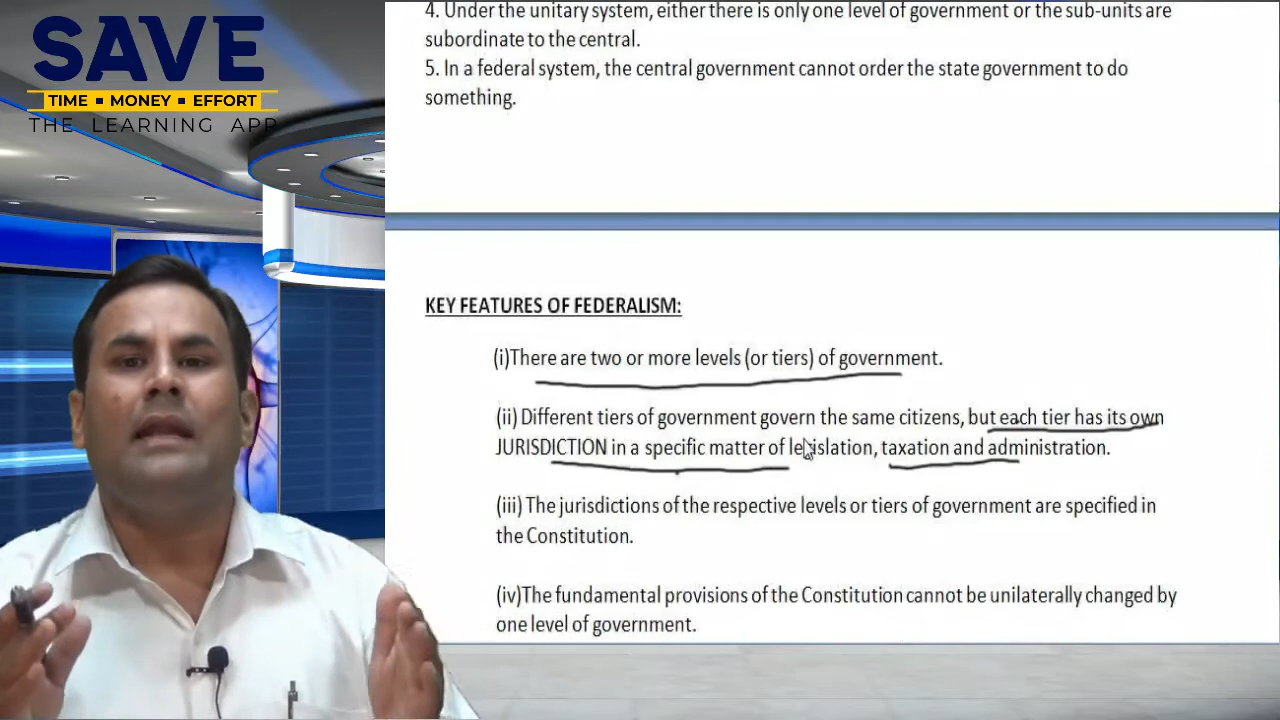 SAVE
TIME ▪ MONEY ▪ EFFORT
THE LEARNING APP
4. Under the unitary system, either there is only one level of government or the sub-units are
subordinate to the central.
5. In a federal system, the central government cannot order the state government to do
something.
KEY FEATURES OF FEDERALISM:
(i)There are two or more levels (or tiers) of government.
(ii) Different tiers of government govern the same citizens, but each tier has its own
JURISDICTION in a specific matter of legislation, taxation and administration.
(iii) The jurisdictions of the respective levels or tiers of government are specified in
the Constitution.
(iv)The fundamental provisions of the Constitution cannot be unilaterally changed by
one level of government.